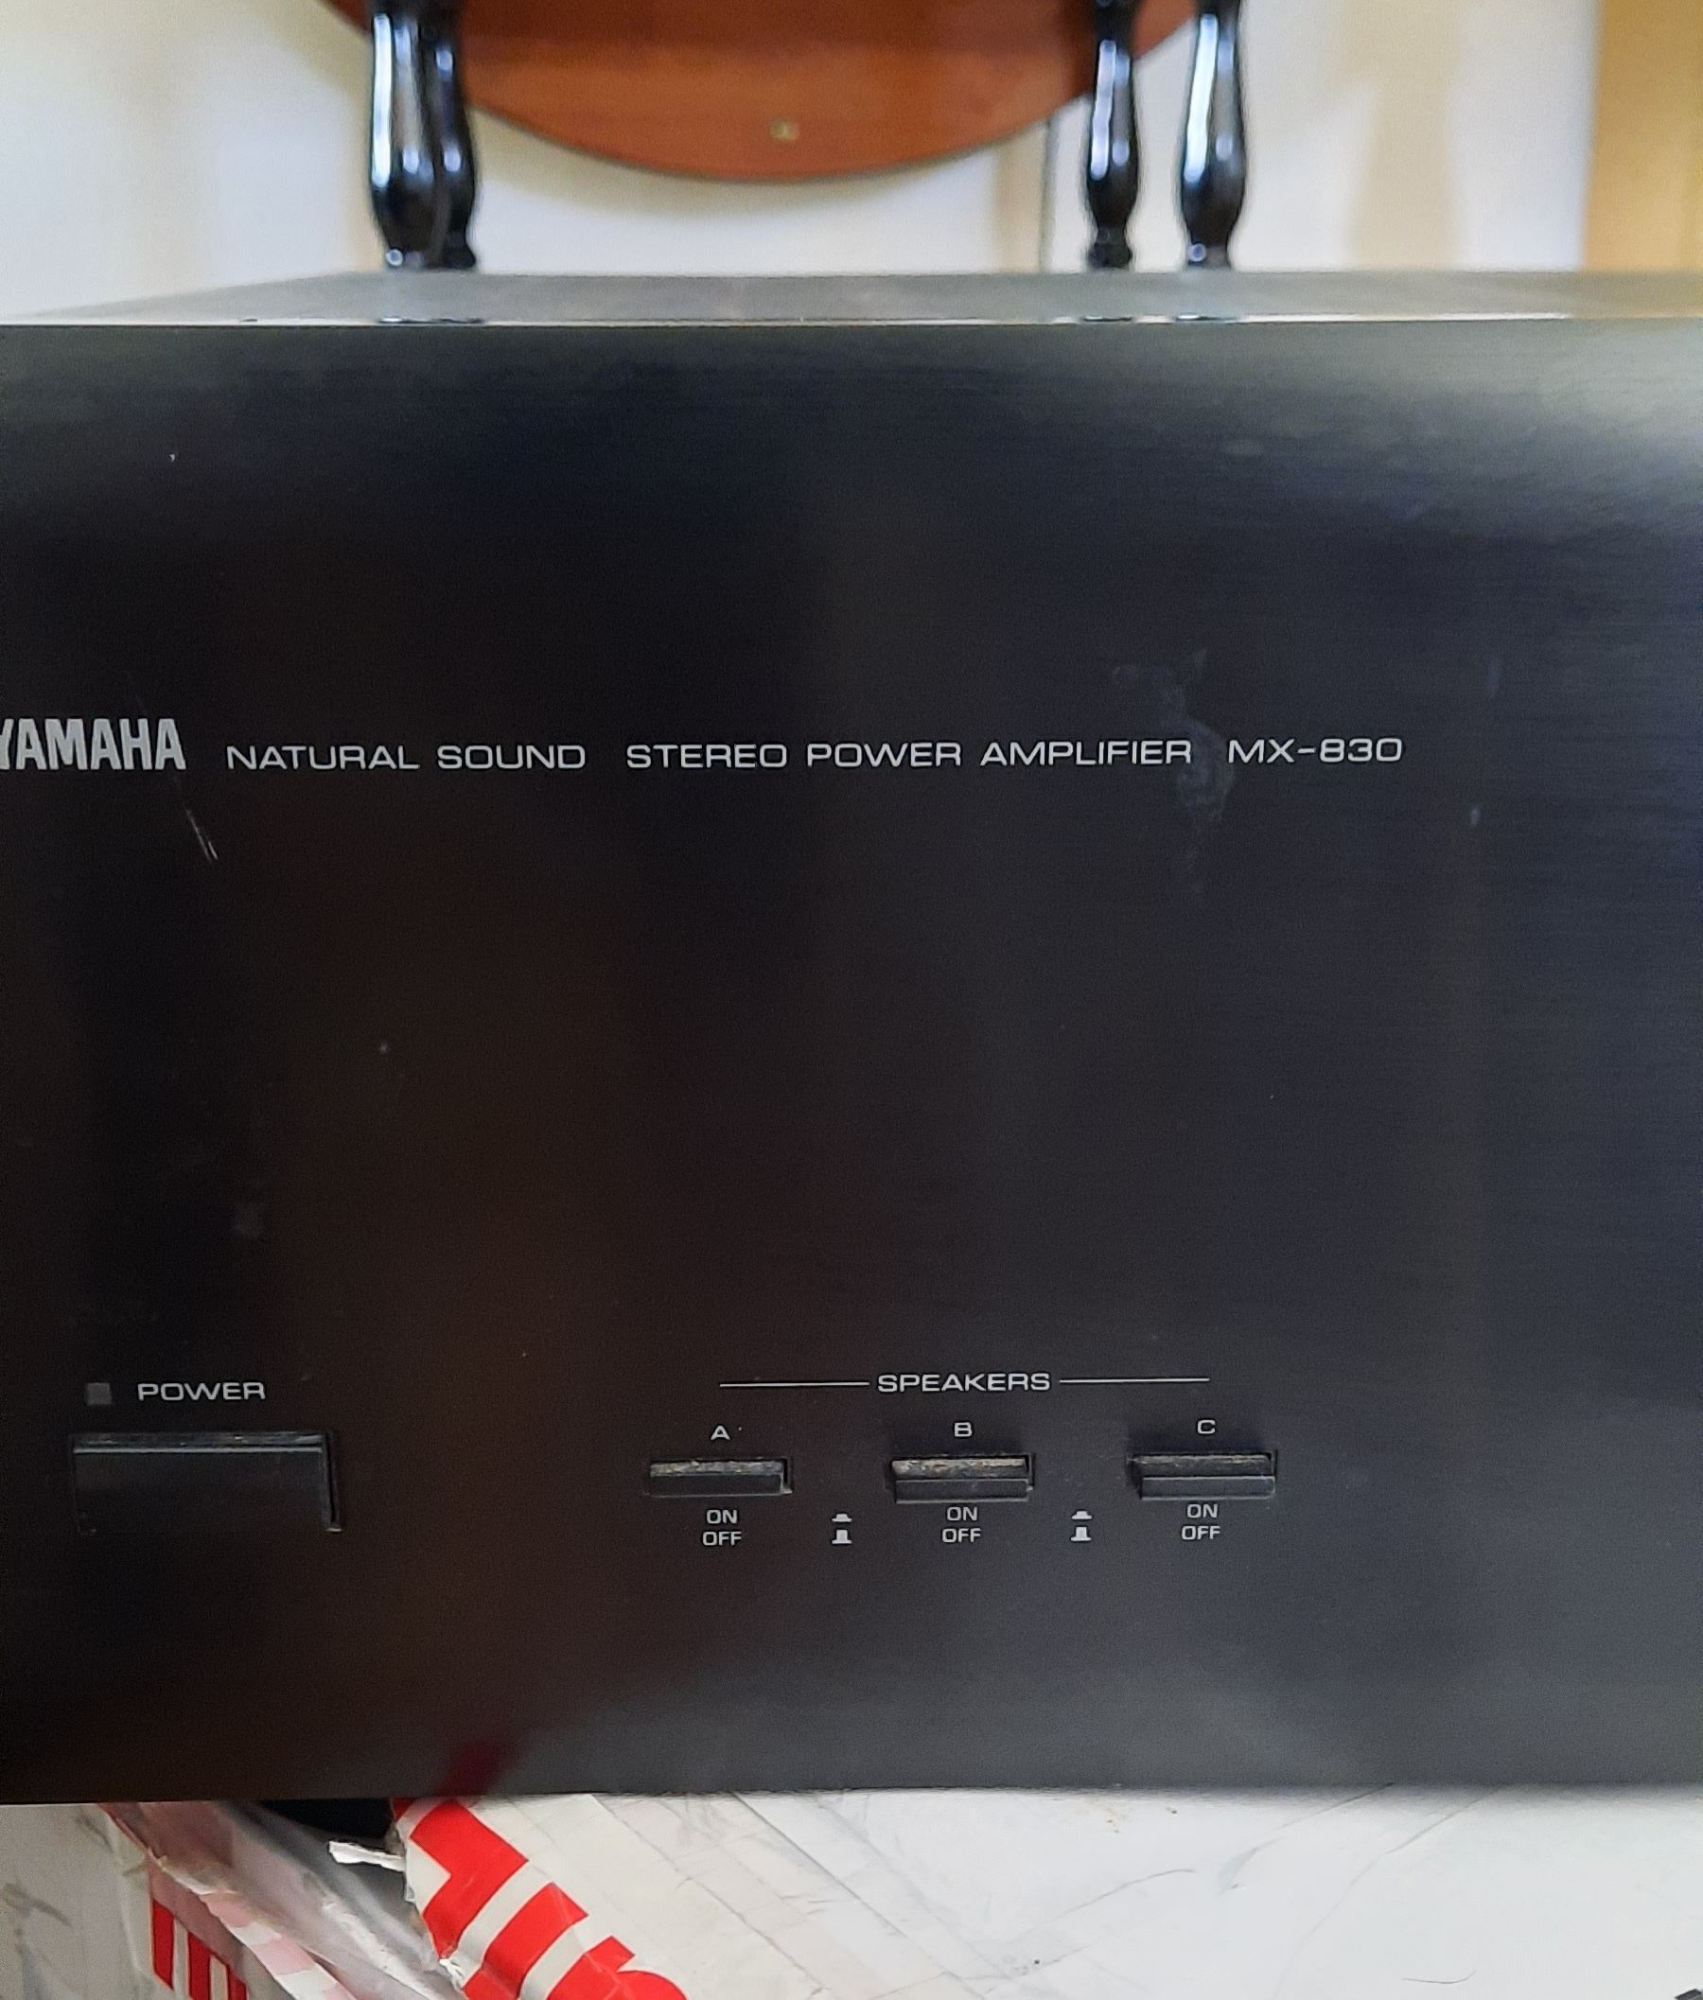 YAMAHA NATURAL SOUND STEREO POWER AMPLIFIER MX-830
POWER
SPEAKERS
A B C
ON ON ON
OFF OFF OFF